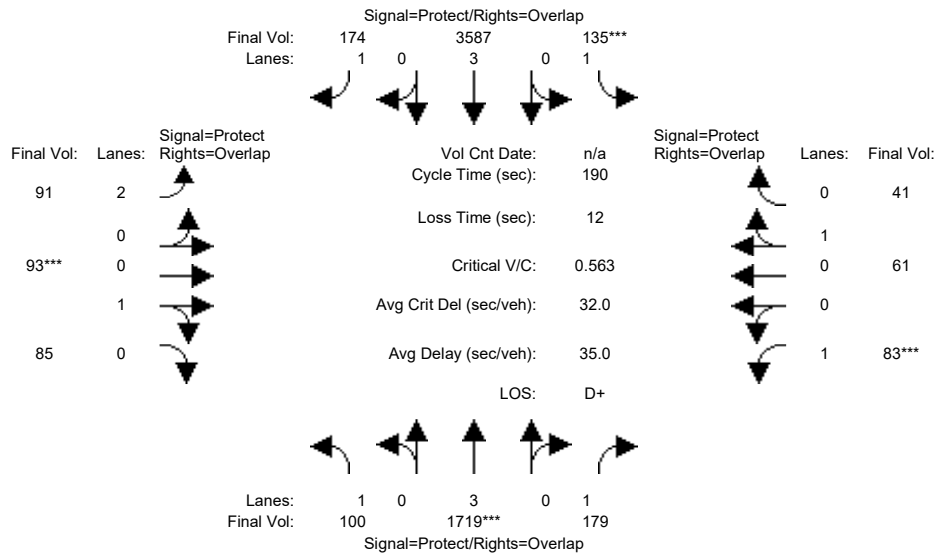 Signal=Protect/Rights=Overlap
Final Vol: 174 3587 135***
Lanes: 1 0 3 0 1
Signal=Protect
Final Vol: Lanes: Rights=Overlap
Vol Cnt Date: n/a
Signal=Protect
Rights=Overlap Lanes: Final Vol:
Cycle Time (sec): 190
91 2
0 41
Loss Time (sec): 12
0
1
93*** 0
Critical V/C: 0.563
0 61
1
Avg Crit Del (sec/veh): 32.0
0
85 0
Avg Delay (sec/veh): 35.0
1 83***
LOS: D+
Lanes: 1 0 3 0 1
Final Vol: 100 1719*** 179
Signal=Protect/Rights=Overlap